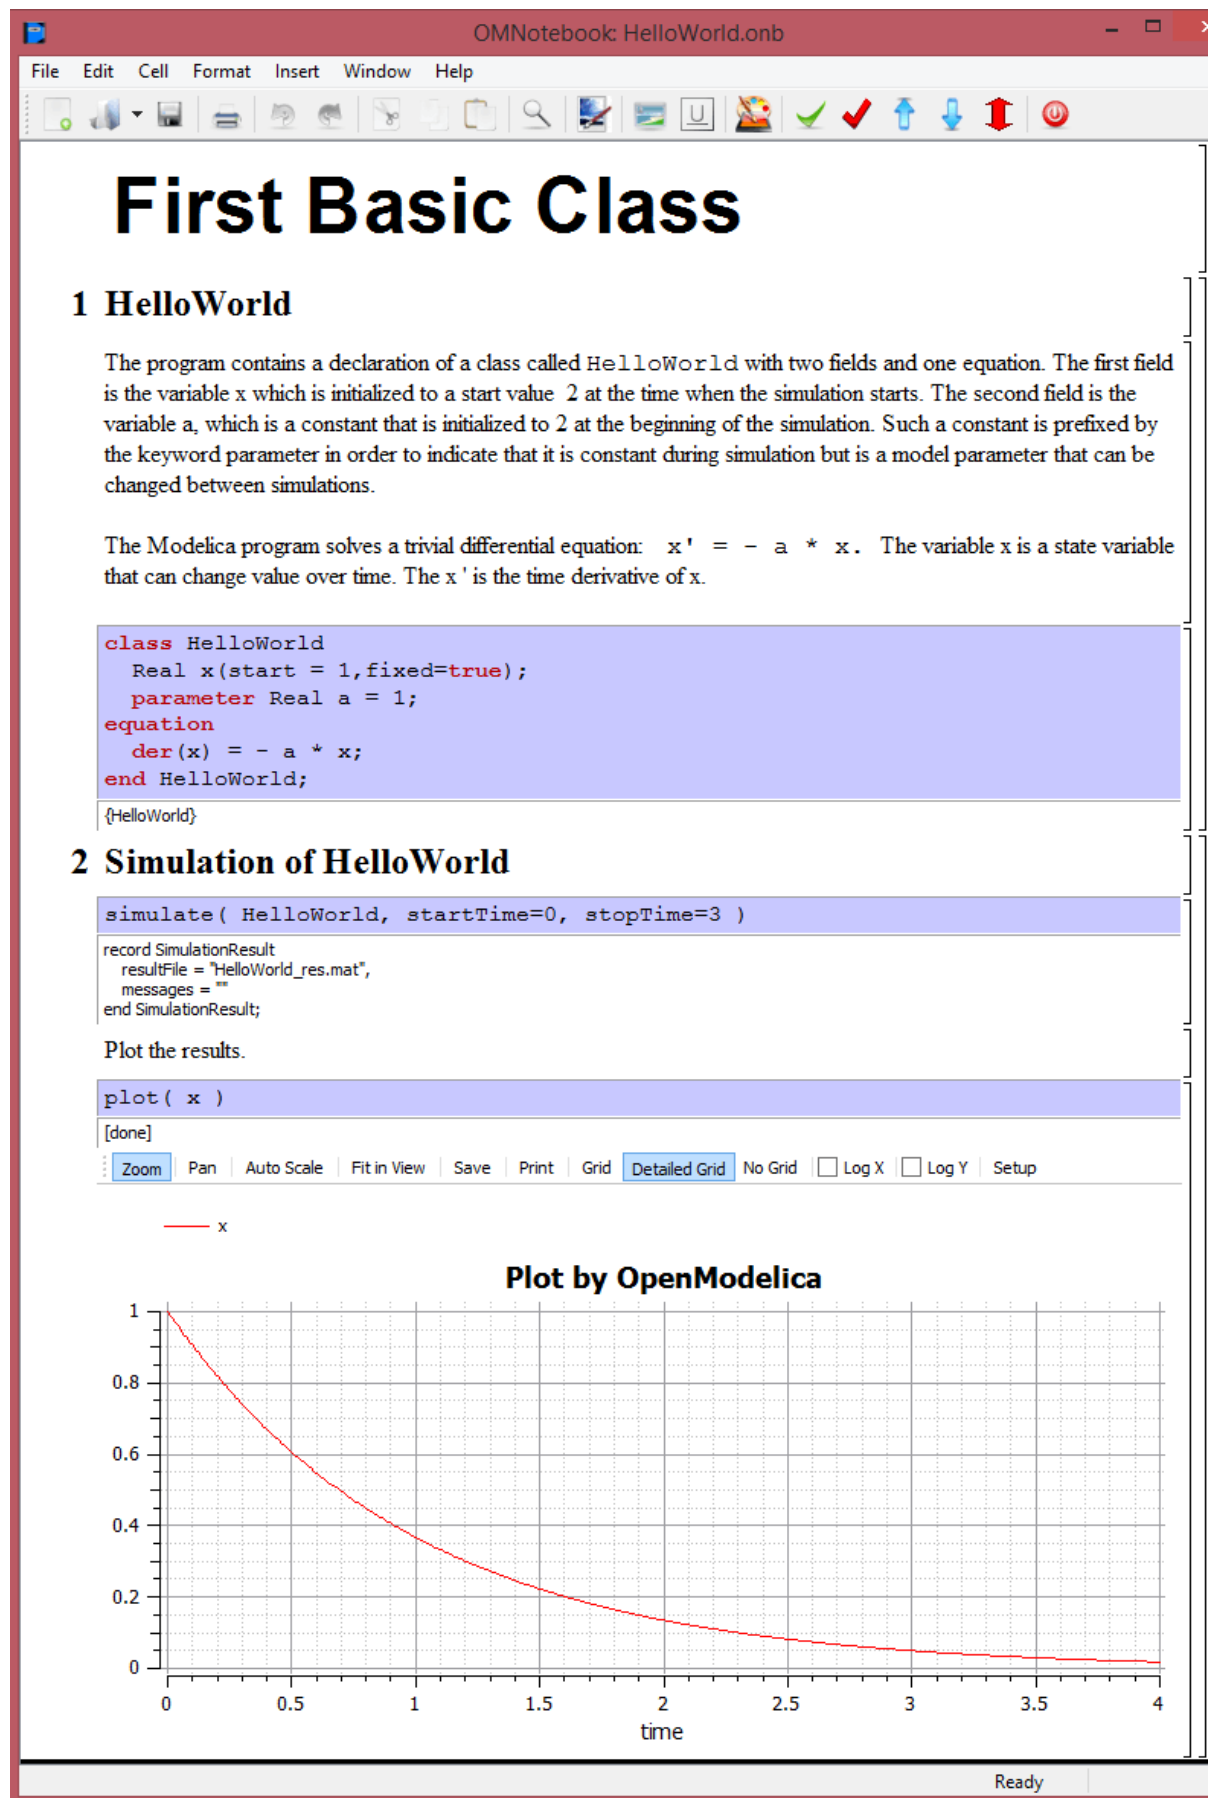 OMNotebook: HelloWorld.onb
File Edit Cell Format Insert Window Help
U
First Basic Class
1 HelloWorld
The program contains a declaration of a class called HelloWorld with two fields and one equation. The first field
is the variable x which is initialized to a start value  2 at the time when the simulation starts. The second field is the
variable a, which is a constant that is initialized to 2 at the beginning of the simulation. Such a constant is prefixed by
the keyword parameter in order to indicate that it is constant during simulation but is a model parameter that can be
changed between simulations.
The Modelica program solves a trivial differential equation:   x' = - a * x.  The variable x is a state variable
that can change value over time. The x ' is the time derivative of x.
class HelloWorld
  Real x(start = 1,fixed=true);
  parameter Real a = 1;
equation
  der(x) = - a * x;
end HelloWorld;
{HelloWorld}
2 Simulation of HelloWorld
simulate( HelloWorld, startTime=0, stopTime=3 )
record SimulationResult
  resultFile = "HelloWorld_res.mat",
  messages = ""
end SimulationResult;
Plot the results.
plot( x )
[done]
Zoom Pan Auto Scale Fit in View Save Print Grid Detailed Grid No Grid Log X Log Y Setup
x
Plot by OpenModelica
1
0.8
0.6
0.4
0.2
0
0 0.5 1 1.5 2 2.5 3 3.5 4
time
Ready